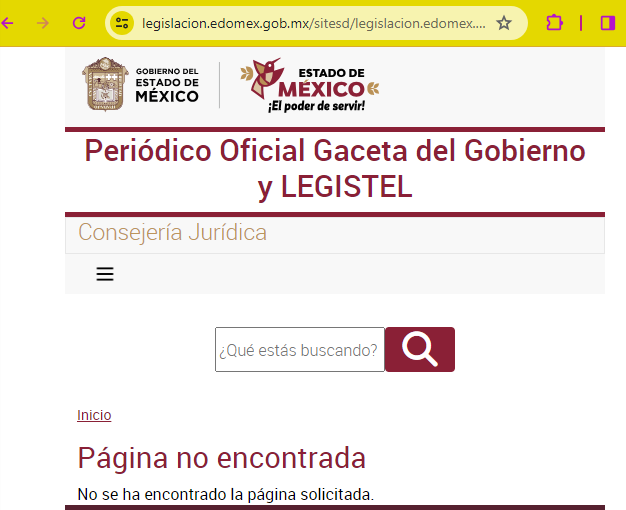 legislacion.edomex.gob.mx/sitesd/legislacion.edomex....
GOBIERNO DEL
ESTADO DE
MÉXICO
ESTADO DE
MÉXICO
¡El poder de servir!
Periódico Oficial Gaceta del Gobierno
y LEGISTEL
Consejería Jurídica
¿Qué estás buscando?
Inicio
Página no encontrada
No se ha encontrado la página solicitada.